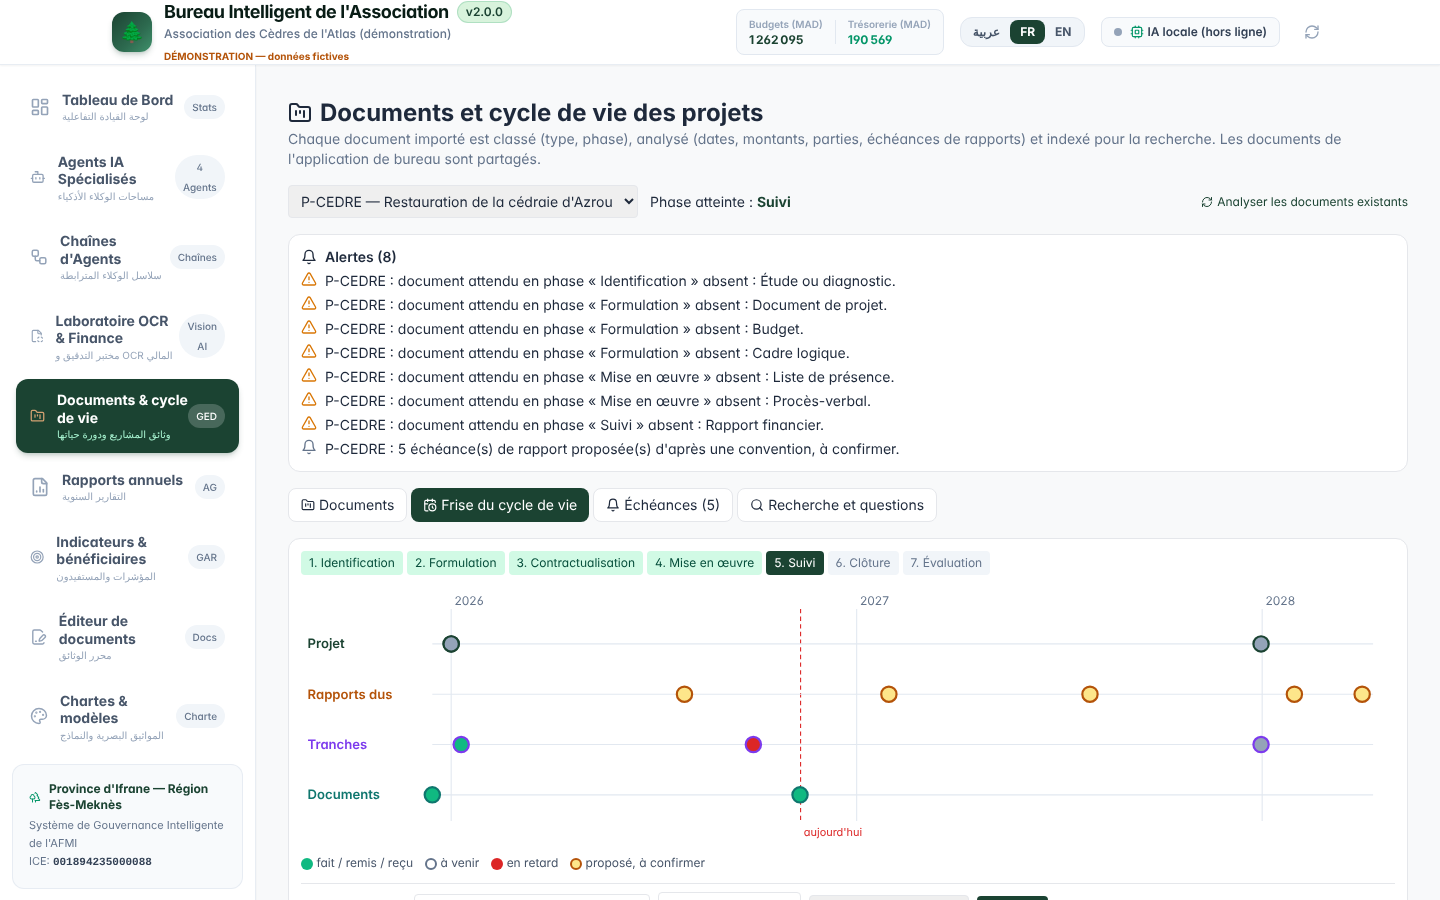 Bureau Intelligent de l'Association v2.0.0
Association des Cèdres de l'Atlas (démonstration)
DÉMONSTRATION — données fictives
Budgets (MAD)
1 262 095
Trésorerie (MAD)
190 569
عربية FR EN
IA locale (hors ligne)
Tableau de Bord
لوحة القيادة التفاعلية
Stats
Agents IA
Spécialisés
مساحات الوكلاء الأذكياء
4
Agents
Chaînes
d'Agents
سلاسل الوكلاء المترابطة
Chaînes
Laboratoire OCR
& Finance
المالي OCR مختبر التدقيق و
Vision
AI
Documents & cycle
de vie
وثائق المشاريع ودورة حياتها
GED
Rapports annuels
التقارير السنوية
AG
Indicateurs &
bénéficiaires
المؤشرات والمستفيدون
GAR
Éditeur de
documents
محرر الوثائق
Docs
Chartes &
modèles
المواثيق البصرية والنماذج
Charte
Province d'Ifrane — Région
Fès-Meknès
Système de Gouvernance Intelligente
de l'AFMI
ICE: 001894235000088
Documents et cycle de vie des projets
Chaque document importé est classé (type, phase), analysé (dates, montants, parties, échéances de rapports) et indexé pour la recherche. Les documents de
l'application de bureau sont partagés.
P-CEDRE — Restauration de la cédraie d'Azrou
Phase atteinte : Suivi
Analyser les documents existants
Alertes (8)
P-CEDRE : document attendu en phase « Identification » absent : Étude ou diagnostic.
P-CEDRE : document attendu en phase « Formulation » absent : Document de projet.
P-CEDRE : document attendu en phase « Formulation » absent : Budget.
P-CEDRE : document attendu en phase « Formulation » absent : Cadre logique.
P-CEDRE : document attendu en phase « Mise en œuvre » absent : Liste de présence.
P-CEDRE : document attendu en phase « Mise en œuvre » absent : Procès-verbal.
P-CEDRE : document attendu en phase « Suivi » absent : Rapport financier.
P-CEDRE : 5 échéance(s) de rapport proposée(s) d'après une convention, à confirmer.
Documents
Frise du cycle de vie
Échéances (5)
Recherche et questions
1. Identification 2. Formulation 3. Contractualisation 4. Mise en œuvre 5. Suivi 6. Clôture 7. Évaluation
2026 2027 2028
Projet
Rapports dus
Tranches
Documents
aujourd'hui
fait / remis / reçu à venir en retard proposé, à confirmer